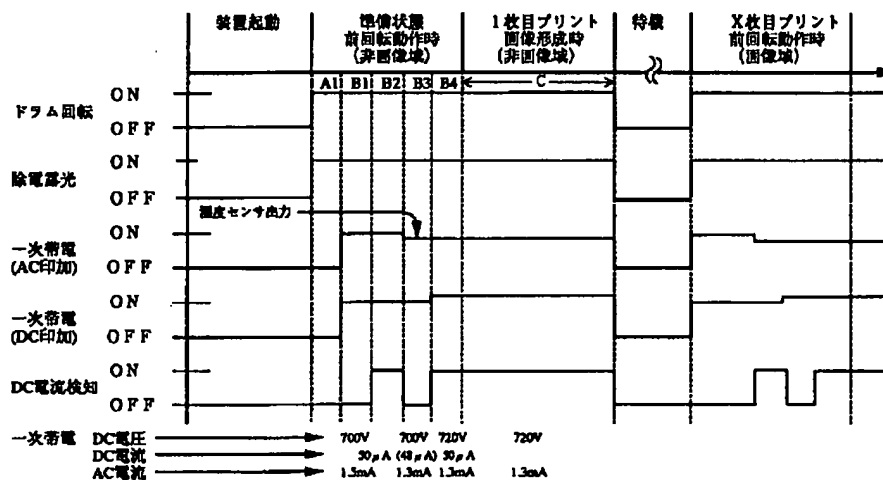 装置起動 準備状態 1枚目プリント 待機 X枚目プリント
前回転動作時 画像形成時 前回転動作時
(非画像域) (非画像域) (画像域)
A1 B1 B2 B3 B4 C
ドラム回転 ON
OFF
除電露光 ON
OFF
湿度センサ出力
一次帯電 ON
(AC印加) OFF
一次帯電 ON
(DC印加) OFF
DC電流検知 ON
OFF
一次帯電 DC電圧 700V 700V 720V 720V
DC電流 50μA (48μA) 50μA
AC電流 1.5mA 1.3mA 1.3mA 1.3mA